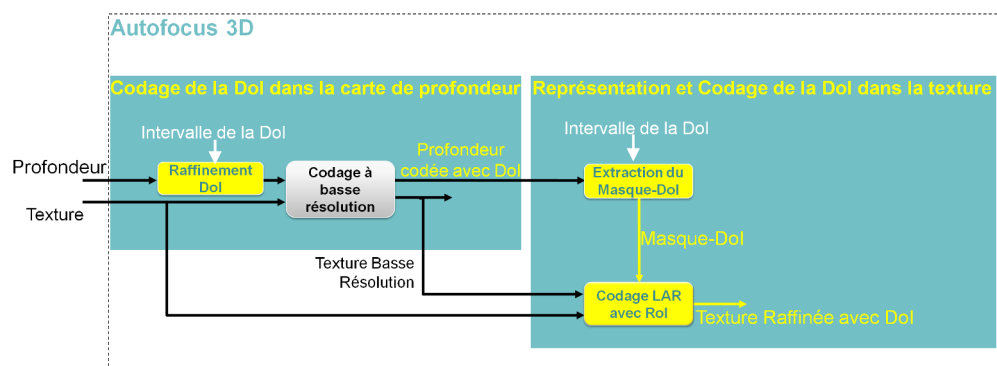 Autofocus 3D
Codage de la DoI dans la carte de profondeur
Représentation et Codage de la DoI dans la texture
Intervalle de la DoI
Intervalle de la DoI
Profondeur
Raffinement
DoI
Codage à
basse
résolution
Profondeur
codée avec DoI
Extraction du
Masque-DoI
Texture
Masque-DoI
Texture Basse
Résolution
Codage LAR
avec RoI
Texture Raffinée avec DoI